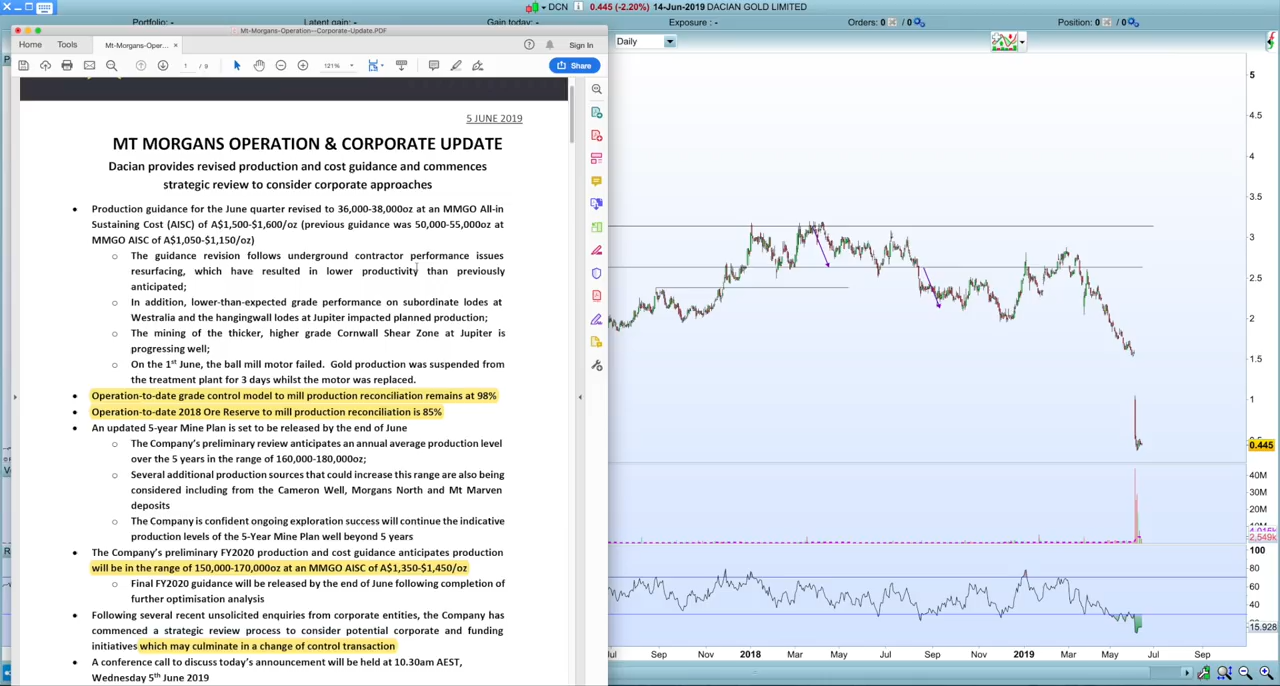 DCN 0.445 (-2.20%) 14-Jun-2019 DACIAN GOLD LIMITED
Portfolio: - Latent gain: - Gain today: - Exposure : - Orders: 0 / 0 Position: 0 / 0
Mt-Morgans-Operation--Corporate-Update.PDF
Home Tools Mt-Morgans-Oper... × Sign In
1 / 9 121% Share
Daily
5 JUNE 2019
MT MORGANS OPERATION & CORPORATE UPDATE
Dacian provides revised production and cost guidance and commences
strategic review to consider corporate approaches
• Production guidance for the June quarter revised to 36,000-38,000oz at an MMGO All-in
Sustaining Cost (AISC) of A$1,500-$1,600/oz (previous guidance was 50,000-55,000oz at
MMGO AISC of A$1,050-$1,150/oz)
o The guidance revision follows underground contractor performance issues
resurfacing, which have resulted in lower productivity than previously
anticipated;
o In addition, lower-than-expected grade performance on subordinate lodes at
Westralia and the hangingwall lodes at Jupiter impacted planned production;
o The mining of the thicker, higher grade Cornwall Shear Zone at Jupiter is
progressing well;
o On the 1st June, the ball mill motor failed. Gold production was suspended from
the treatment plant for 3 days whilst the motor was replaced.
• Operation-to-date grade control model to mill production reconciliation remains at 98%
• Operation-to-date 2018 Ore Reserve to mill production reconciliation is 85%
• An updated 5-year Mine Plan is set to be released by the end of June
o The Company's preliminary review anticipates an annual average production level
over the 5 years in the range of 160,000-180,000oz;
o Several additional production sources that could increase this range are also being
considered including from the Cameron Well, Morgans North and Mt Marven
deposits
o The Company is confident ongoing exploration success will continue the indicative
production levels of the 5-Year Mine Plan well beyond 5 years
• The Company's preliminary FY2020 production and cost guidance anticipates production
will be in the range of 150,000-170,000oz at an MMGO AISC of A$1,350-$1,450/oz
o Final FY2020 guidance will be released by the end of June following completion of
further optimisation analysis
• Following several recent unsolicited enquiries from corporate entities, the Company has
commenced a strategic review process to consider potential corporate and funding
initiatives which may culminate in a change of control transaction
• A conference call to discuss today's announcement will be held at 10.30am AEST,
Wednesday 5th June 2019
5
4.5
4
3.5
3
2.5
2
1.5
1
0.445
40M
30M
20M
2,549k
100
80
60
40
15.928
Jul Sep Nov 2018 Mar May Jul Sep Nov 2019 Mar May Jul Sep